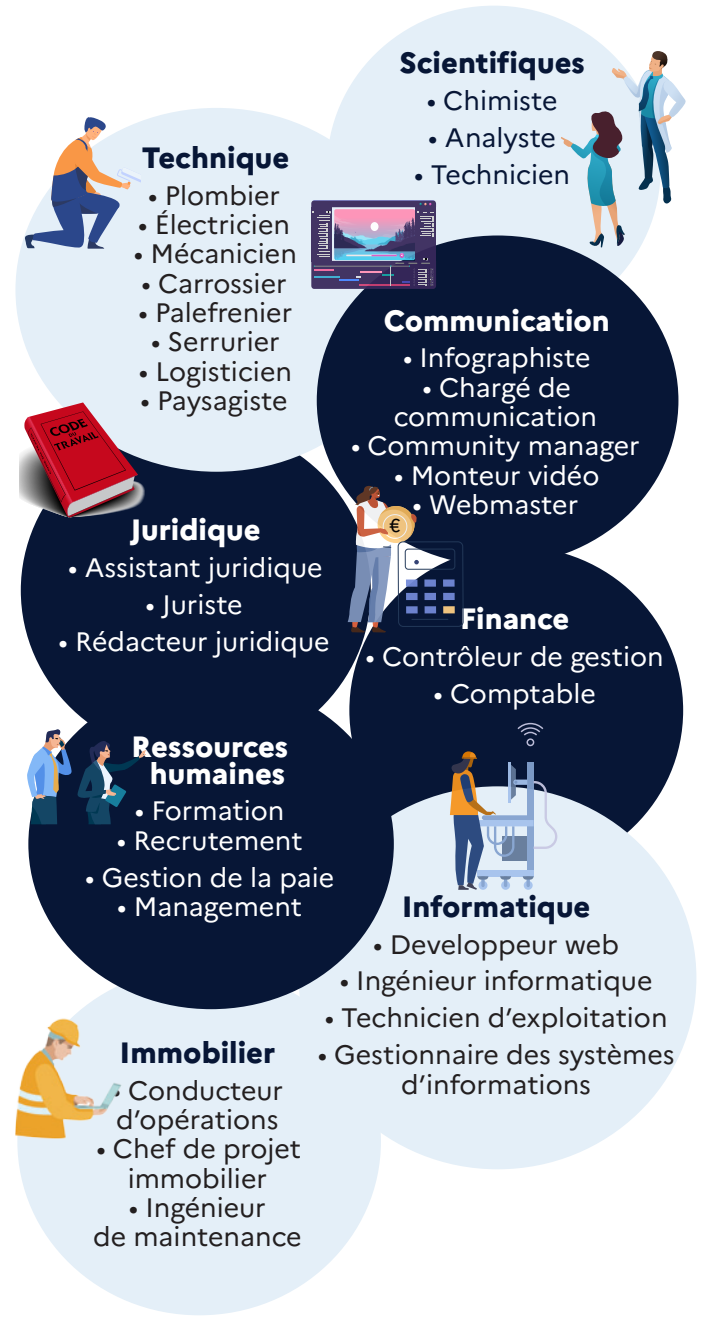 Scientifiques
• Chimiste
• Analyste
• Technicien
Technique
• Plombier
• Électricien
• Mécanicien
• Carrossier
• Palefrenier
• Serrurier
• Logisticien
• Paysagiste
Communication
• Infographiste
• Chargé de
communication
• Community manager
• Monteur vidéo
• Webmaster
CODE
DU
TRAVAIL
Juridique
• Assistant juridique
• Juriste
• Rédacteur juridique
€
Finance
• Contrôleur de gestion
• Comptable
Ressources
humaines
• Formation
• Recrutement
• Gestion de la paie
• Management
Informatique
• Developpeur web
• Ingénieur informatique
• Technicien d’exploitation
• Gestionnaire des systèmes
d’informations
Immobilier
• Conducteur
d’opérations
• Chef de projet
immobilier
• Ingénieur
de maintenance